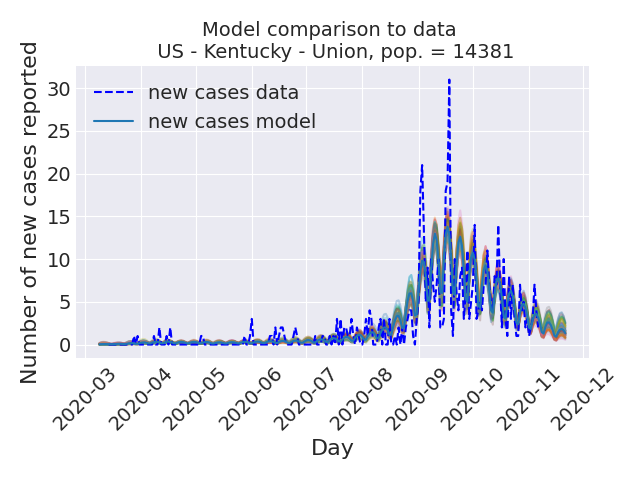 Model comparison to data
US - Kentucky - Union, pop. = 14381
Number of new cases reported
30
25
20
15
10
5
0
new cases data
new cases model
2020-03
2020-04
2020-05
2020-06
2020-07
2020-08
2020-09
2020-10
2020-11
2020-12
Day